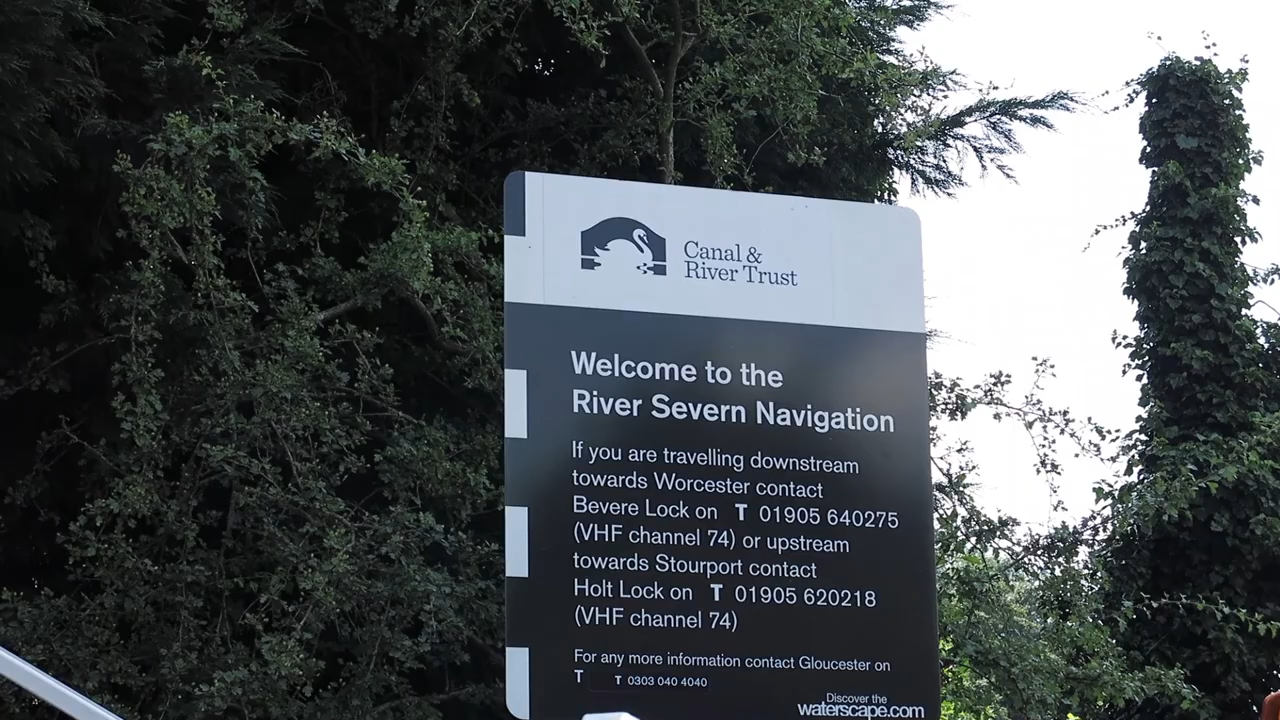 Canal &
River Trust
Welcome to the
River Severn Navigation
If you are travelling downstream
towards Worcester contact
Bevere Lock on T 01905 640275
(VHF channel 74) or upstream
towards Stourport contact
Holt Lock on T 01905 620218
(VHF channel 74)
For any more information contact Gloucester on
T T 0303 040 4040
Discover the
waterscape.com